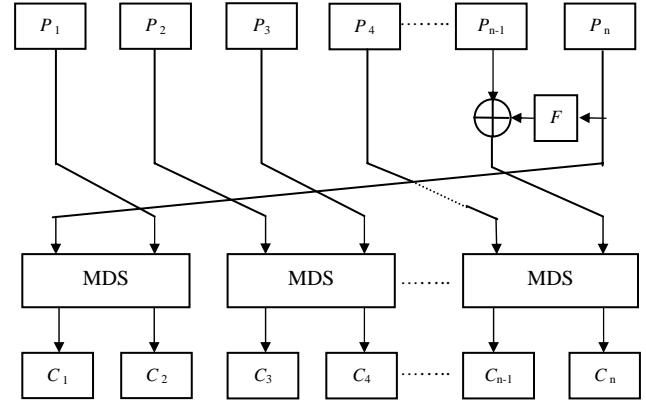 P1 P2 P3 P4 ........ Pn-1 Pn
F
MDS MDS ........ MDS
C1 C2 C3 C4 ........ Cn-1 Cn